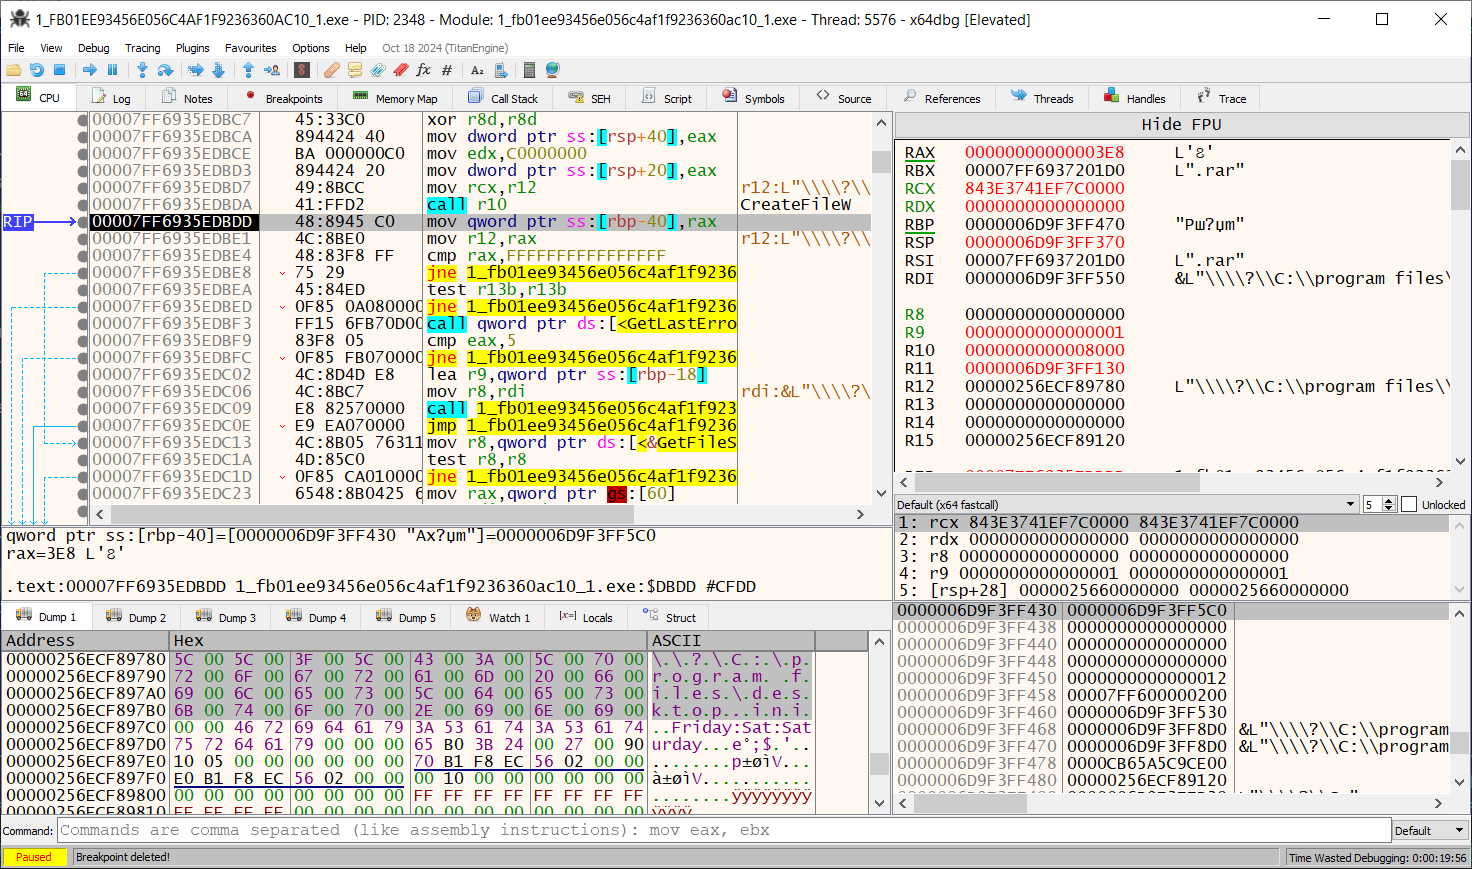 1_FB01EE93456E056C4AF1F9236360AC10_1.exe - PID: 2348 - Module: 1_fb01ee93456e056c4af1f9236360ac10_1.exe - Thread: 5576 - x64dbg [Elevated]
File View Debug Tracing Plugins Favourites Options Help Oct 18 2024 (TitanEngine)
CPU Log Notes Breakpoints Memory Map Call Stack SEH Script Symbols Source References Threads Handles Trace
00007FF6935EDBC7 45:33C0 xor r8d,r8d
00007FF6935EDBCA 894424 40 mov dword ptr ss:[rsp+40],eax
00007FF6935EDBCE BA 000000C0 mov edx,C0000000
00007FF6935EDBD3 894424 20 mov dword ptr ss:[rsp+20],eax
00007FF6935EDBD7 49:8BCC mov rcx,r12 r12:L"\\\\?\\
00007FF6935EDBDA 41:FFD2 call r10 CreateFileW
RIP 00007FF6935EDBDD 48:8945 C0 mov qword ptr ss:[rbp-40],rax
00007FF6935EDBE1 4C:8BE0 mov r12,rax r12:L"\\\\?\\
00007FF6935EDBE4 48:83F8 FF cmp rax,FFFFFFFFFFFFFFFF
00007FF6935EDBE8 75 29 jne 1_fb01ee93456e056c4af1f9236
00007FF6935EDBEA 45:84ED test r13b,r13b
00007FF6935EDBED 0F85 0A080000 jne 1_fb01ee93456e056c4af1f9236
00007FF6935EDBF3 FF15 6FB70D00 call qword ptr ds:[<GetLastErro
00007FF6935EDBF9 83F8 05 cmp eax,5
00007FF6935EDBFC 0F85 FB070000 jne 1_fb01ee93456e056c4af1f9236
00007FF6935EDC02 4C:8D4D E8 lea r9,qword ptr ss:[rbp-18]
00007FF6935EDC06 4C:8BC7 mov r8,rdi rdi:&L"\\\\?\
00007FF6935EDC09 E8 82570000 call 1_fb01ee93456e056c4af1f923
00007FF6935EDC0E E9 EA070000 jmp 1_fb01ee93456e056c4af1f9236
00007FF6935EDC13 4C:8B05 76311 mov r8,qword ptr ds:[<&GetFileS
00007FF6935EDC1A 4D:85C0 test r8,r8
00007FF6935EDC1D 0F85 CA010000 jne 1_fb01ee93456e056c4af1f9236
00007FF6935EDC23 6548:8B0425 6 mov rax,qword ptr gs:[60]
Hide FPU
RAX 00000000000003E8 L'Ϩ'
RBX 00007FF6937201D0 L".rar"
RCX 843E3741EF7C0000
RDX 0000000000000000
RBP 0000006D9F3FF470 "Pш?џm"
RSP 0000006D9F3FF370
RSI 00007FF6937201D0 L".rar"
RDI 0000006D9F3FF550 &L"\\\\?\\C:\\program files\
R8 0000000000000000
R9 0000000000000001
R10 0000000000008000
R11 0000006D9F3FF130
R12 00000256ECF89780 L"\\\\?\\C:\\program files\\
R13 0000000000000000
R14 0000000000000000
R15 00000256ECF89120
Default (x64 fastcall) 5 Unlocked
1: rcx 843E3741EF7C0000 843E3741EF7C0000
2: rdx 0000000000000000 0000000000000000
3: r8 0000000000000000 0000000000000000
4: r9 0000000000000001 0000000000000001
5: [rsp+28] 0000025660000000 0000025660000000
qword ptr ss:[rbp-40]=[0000006D9F3FF430 "Ах?џm"]=0000006D9F3FF5C0
rax=3E8 L'Ϩ'
.text:00007FF6935EDBDD 1_fb01ee93456e056c4af1f9236360ac10_1.exe:$DBDD #CFDD
Dump 1 Dump 2 Dump 3 Dump 4 Dump 5 Watch 1 Locals Struct
Address Hex ASCII
00000256ECF89780 5C 00 5C 00 3F 00 5C 00 43 00 3A 00 5C 00 70 00 \.\.?.\.C.:.\.p.
00000256ECF89790 72 00 6F 00 67 00 72 00 61 00 6D 00 20 00 66 00 r.o.g.r.a.m. .f.
00000256ECF897A0 69 00 6C 00 65 00 73 00 5C 00 64 00 65 00 73 00 i.l.e.s.\.d.e.s.
00000256ECF897B0 6B 00 74 00 6F 00 70 00 2E 00 69 00 6E 00 69 00 k.t.o.p...i.n.i.
00000256ECF897C0 00 00 46 72 69 64 61 79 3A 53 61 74 3A 53 61 74 ..Friday:Sat:Sat
00000256ECF897D0 75 72 64 61 79 00 00 00 65 B0 3B 24 00 27 00 90 urday...e°;$.'..
00000256ECF897E0 10 05 00 00 00 00 00 00 70 B1 F8 EC 56 02 00 00 ........p±øìV...
00000256ECF897F0 E0 B1 F8 EC 56 02 00 00 00 10 00 00 00 00 00 00 à±øìV...........
00000256ECF89800 00 00 00 00 00 00 00 00 FF FF FF FF FF FF FF FF ........ÿÿÿÿÿÿÿÿ
0000006D9F3FF430 0000006D9F3FF5C0
0000006D9F3FF438 0000000000000000
0000006D9F3FF440 0000000000000000
0000006D9F3FF448 0000000000000000
0000006D9F3FF450 0000000000000012
0000006D9F3FF458 00007FF600000200
0000006D9F3FF460 0000006D9F3FF530
0000006D9F3FF468 0000006D9F3FF8D0 &L"\\\\?\\C:\\program
0000006D9F3FF470 0000006D9F3FF8D0 &L"\\\\?\\C:\\program
0000006D9F3FF478 0000CB65A5C9CE00
0000006D9F3FF480 00000256ECF89120
Command: Commands are comma separated (like assembly instructions): mov eax, ebx Default
Paused Breakpoint deleted! Time Wasted Debugging: 0:00:19:56